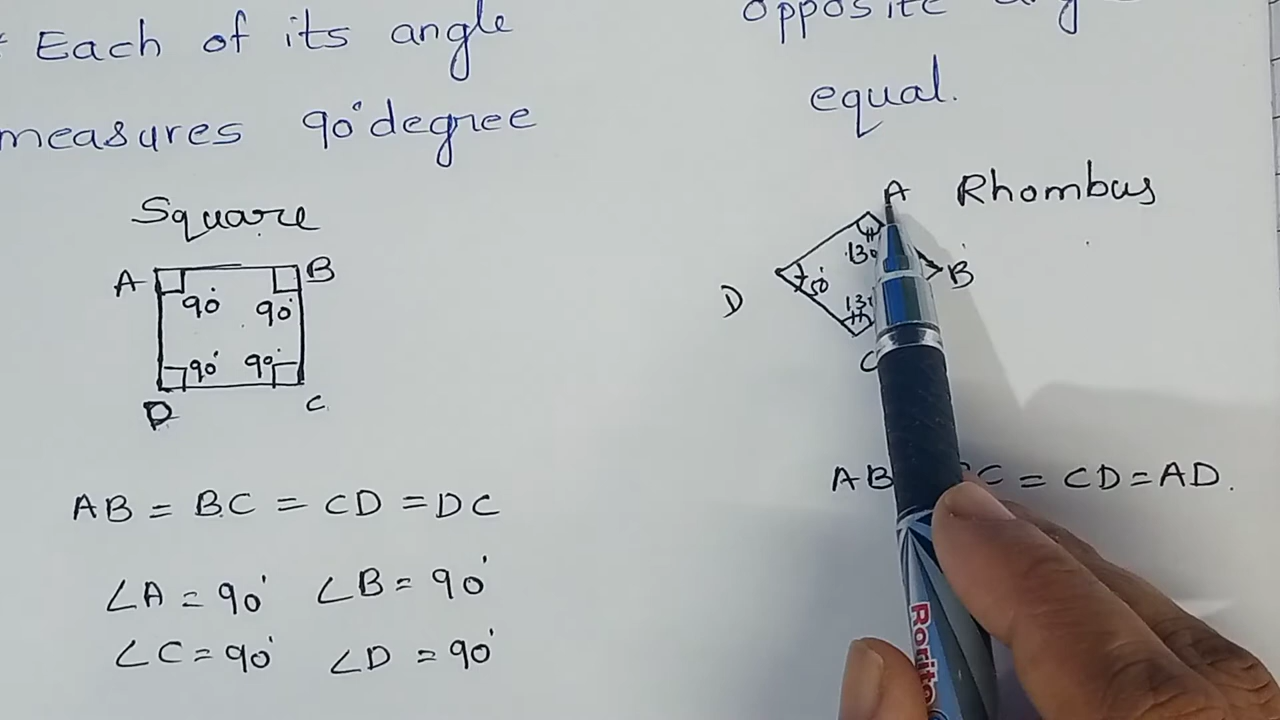 Each of its angle
measures 90° degree
Square
A
B
90°
90°
90°
90°
D
C
AB = BC = CD = DC
∠A = 90° ∠B = 90°
∠C = 90° ∠D = 90°
opposite
equal.
A Rhombus
50°
B
D
C
AB C = CD = AD.
Rorito